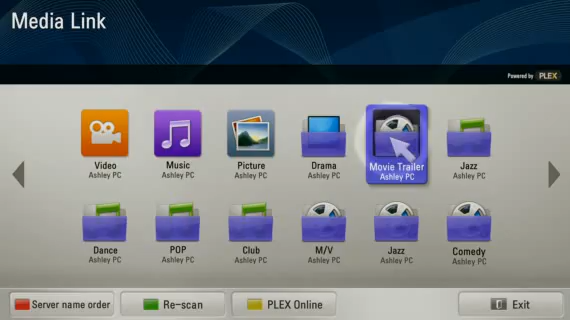 Media Link
Powered by PLEX
Video
Ashley PC
Music
Ashley PC
Picture
Ashley PC
Drama
Ashley PC
Movie Trailer
Ashley PC
Jazz
Ashley PC
Dance
Ashley PC
POP
Ashley PC
Club
Ashley PC
M/V
Ashley PC
Jazz
Ashley PC
Comedy
Ashley PC
Server name order
Re-scan
PLEX Online
Exit